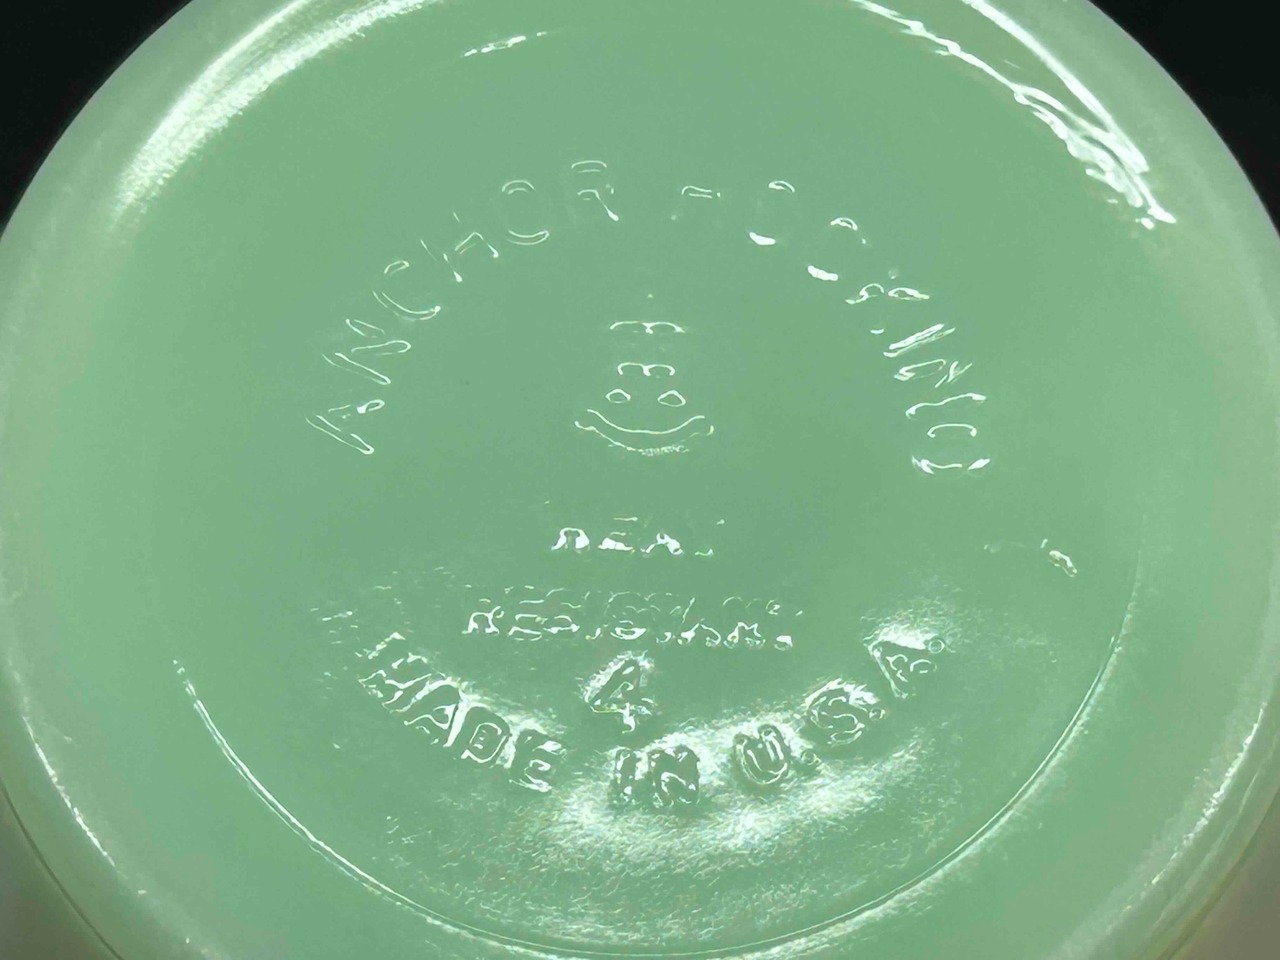 ANCHOR HOCKING
HEAT
RESISTANT
4
MADE IN U.S.A.